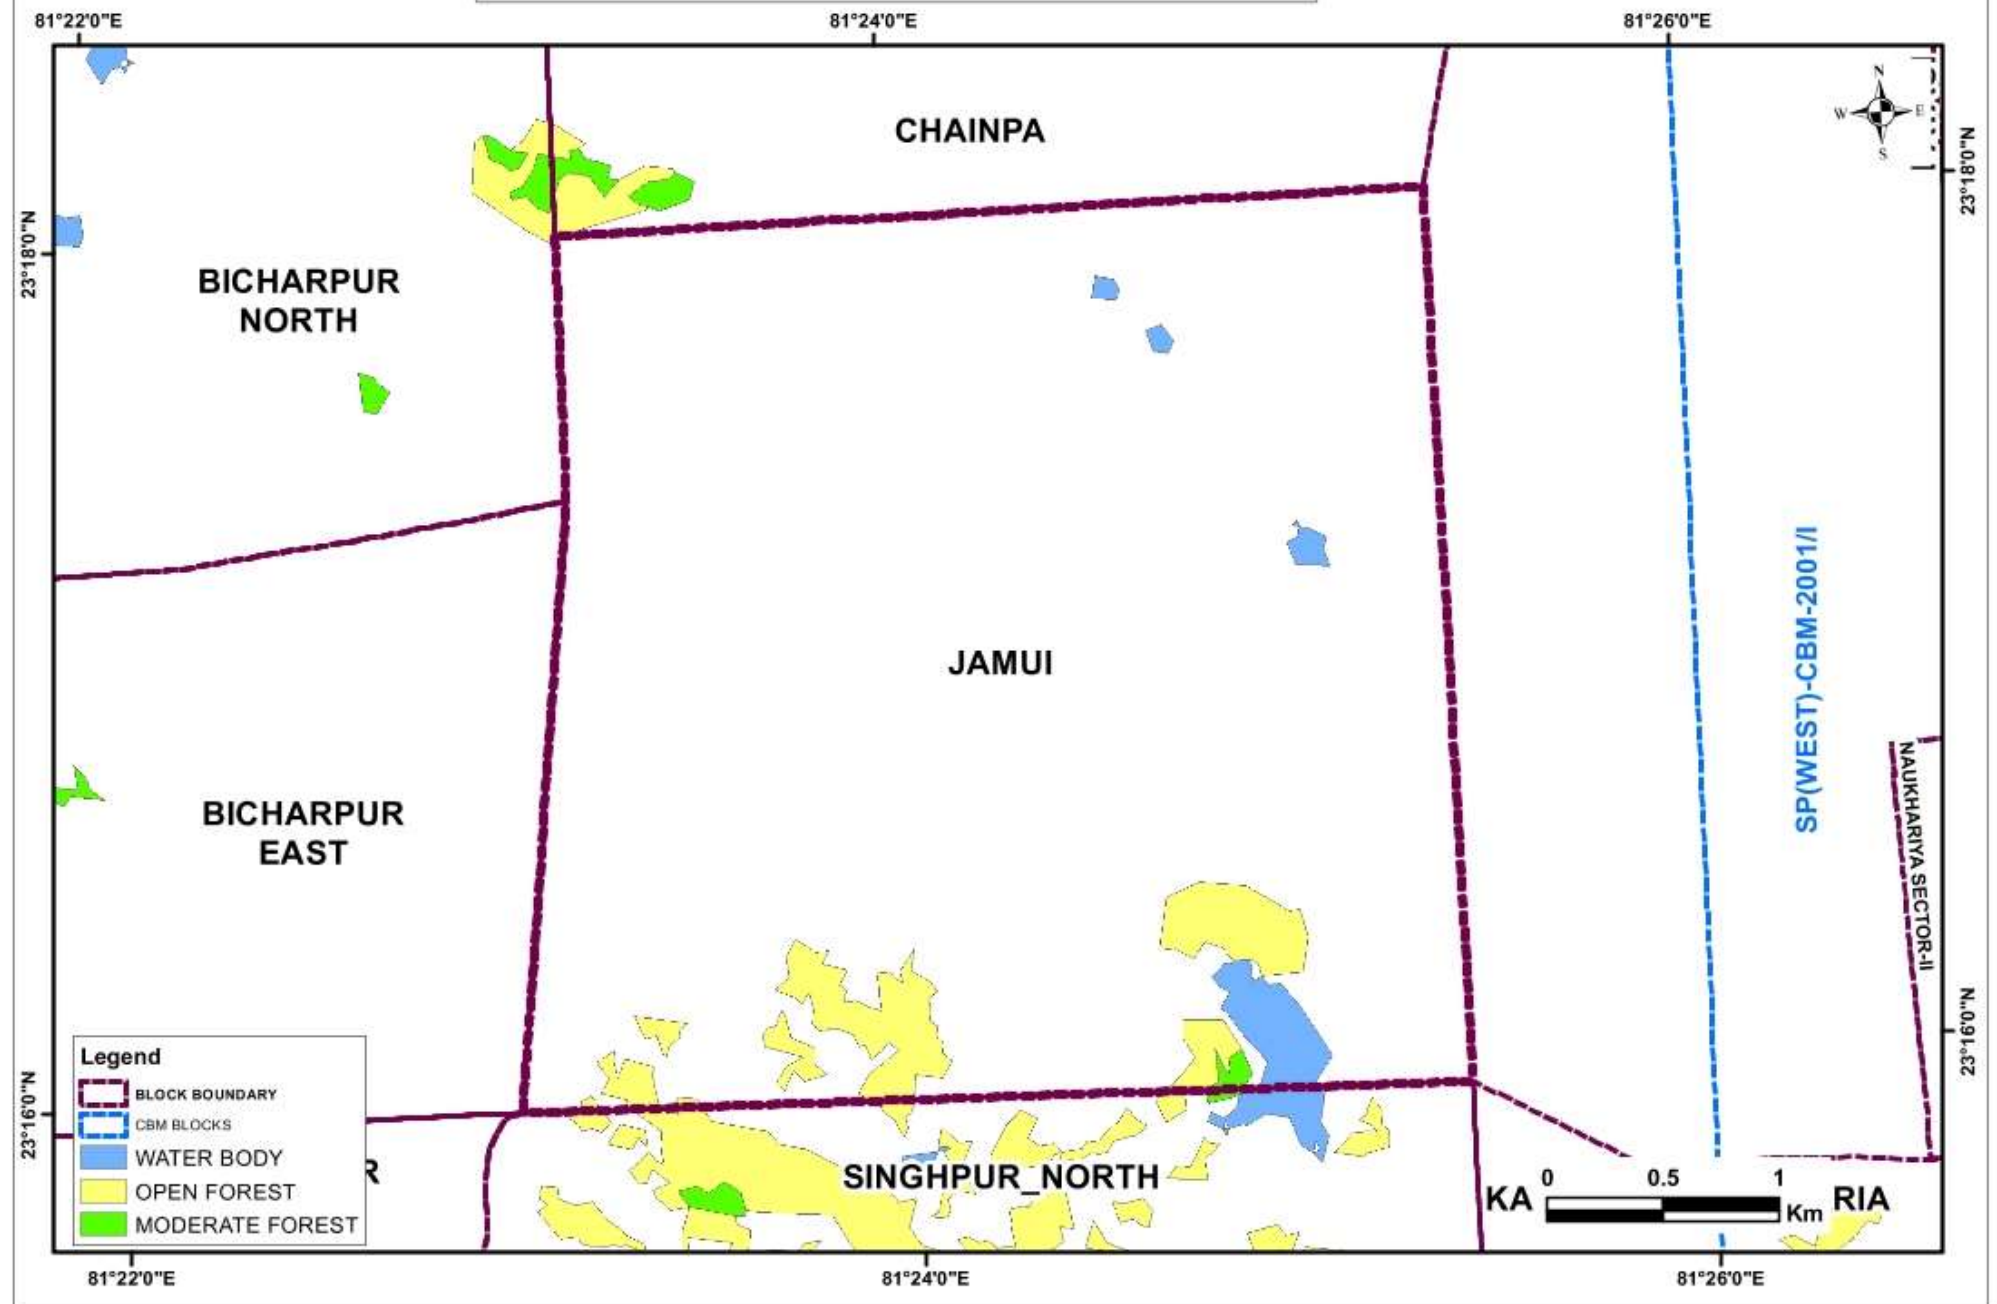 81°22'0"E
81°24'0"E
81°26'0"E
N
W
E
S
23°18'0"N
23°18'0"N
CHAINPA
BICHARPUR
NORTH
JAMUI
SP(WEST)-CBM-2001/I
NAUKHARIYA SECTOR-II
BICHARPUR
EAST
23°16'0"N
23°16'0"N
Legend
BLOCK BOUNDARY
CBM BLOCKS
WATER BODY
OPEN FOREST
MODERATE FOREST
R
SINGHPUR_NORTH
KA
0 0.5 1
Km
RIA
81°22'0"E
81°24'0"E
81°26'0"E